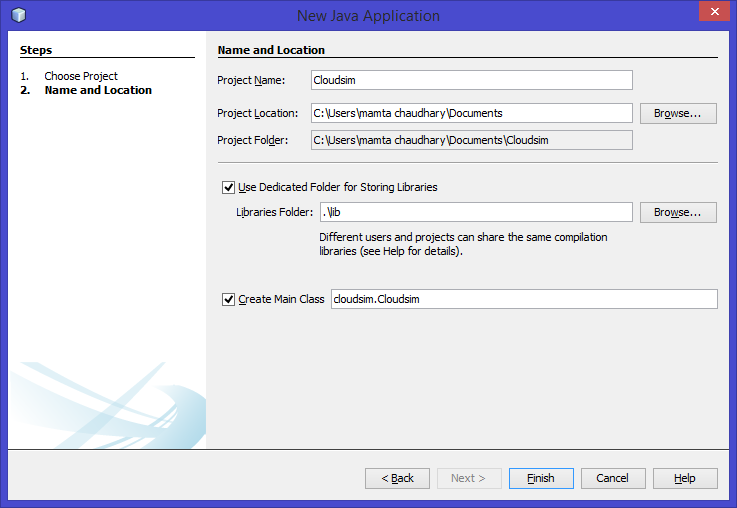 New Java Application
Steps
1. Choose Project
2. Name and Location
Name and Location
Project Name: Cloudsim
Project Location: C:\Users\mamta chaudhary\Documents Browse...
Project Folder: C:\Users\mamta chaudhary\Documents\Cloudsim
Use Dedicated Folder for Storing Libraries
Libraries Folder: .\lib Browse...
Different users and projects can share the same compilation
libraries (see Help for details).
Create Main Class cloudsim.Cloudsim
< Back Next > Finish Cancel Help